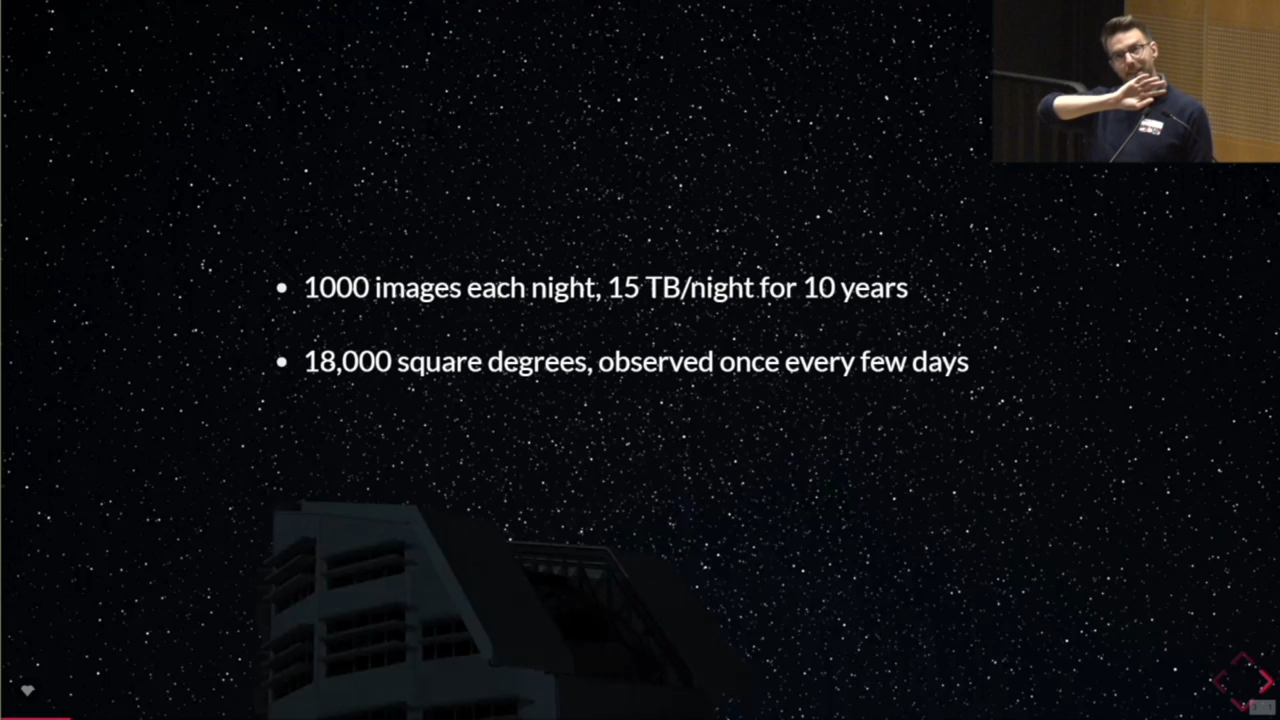 1000 images each night, 15 TB/night for 10 years
18,000 square degrees, observed once every few days